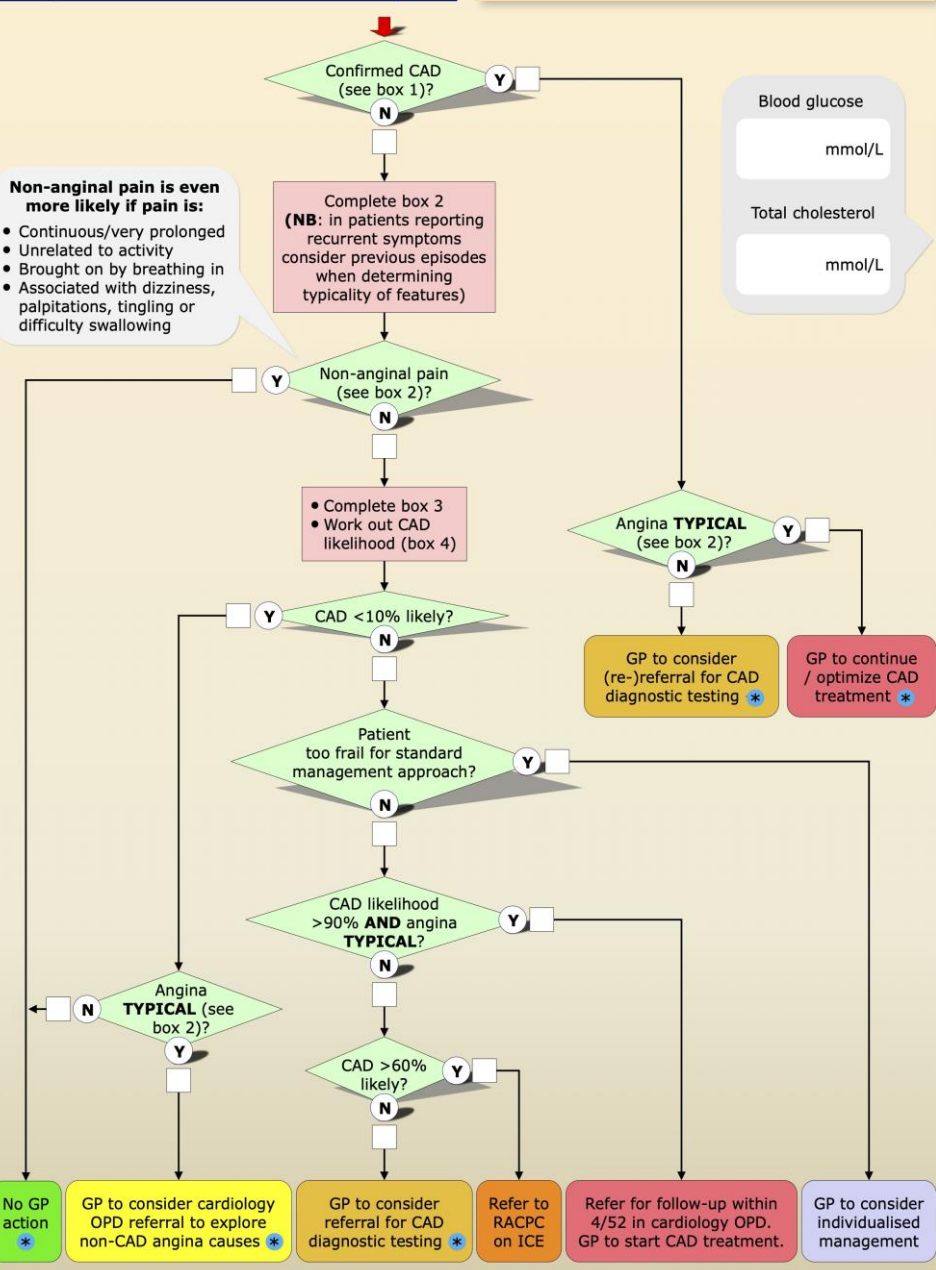 Confirmed CAD
(see box 1)?
Y
N
Blood glucose
mmol/L
Total cholesterol
mmol/L
Non-anginal pain is even
more likely if pain is:
• Continuous/very prolonged
• Unrelated to activity
• Brought on by breathing in
• Associated with dizziness,
palpitations, tingling or
difficulty swallowing
Complete box 2
(NB: in patients reporting
recurrent symptoms
consider previous episodes
when determining
typicality of features)
Y
Non-anginal pain
(see box 2)?
N
• Complete box 3
• Work out CAD
likelihood (box 4)
Angina TYPICAL
(see box 2)?
Y
N
GP to consider
(re-)referral for CAD
diagnostic testing *
GP to continue
/ optimize CAD
treatment *
Y
CAD <10% likely?
N
Patient
too frail for standard
management approach?
Y
N
CAD likelihood
>90% AND angina
TYPICAL?
Y
N
N
Angina
TYPICAL (see
box 2)?
Y
CAD >60%
likely?
Y
N
No GP
action
*
GP to consider cardiology
OPD referral to explore
non-CAD angina causes *
GP to consider
referral for CAD
diagnostic testing *
Refer to
RACPC
on ICE
Refer for follow-up within
4/52 in cardiology OPD.
GP to start CAD treatment.
GP to consider
individualised
management